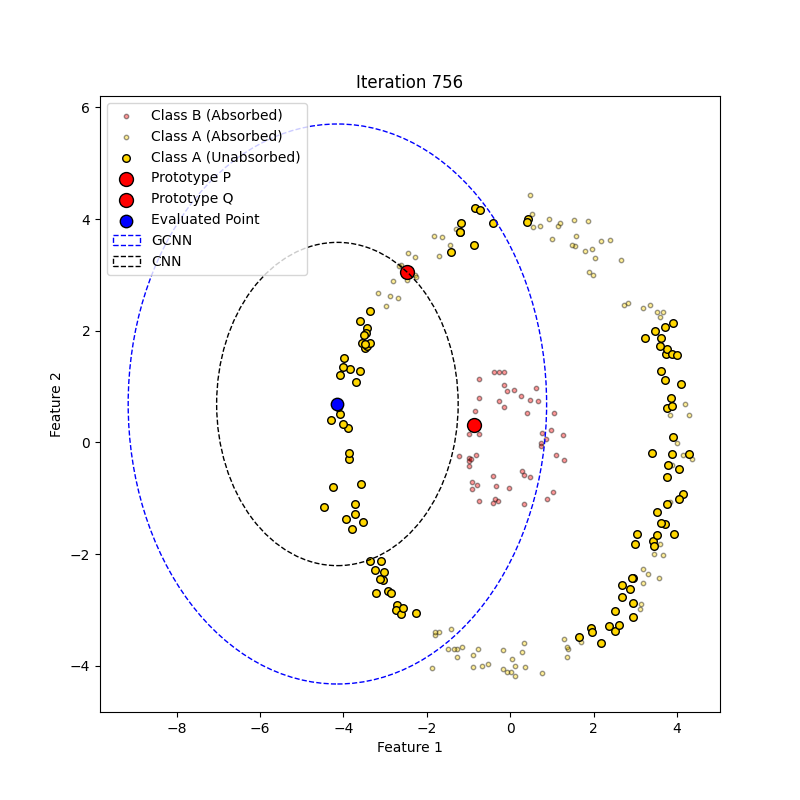 Iteration 756
Class B (Absorbed)
Class A (Absorbed)
Class A (Unabsorbed)
Prototype P
Prototype Q
Evaluated Point
GCNN
CNN
6
4
2
0
−2
−4
Feature 2
−8
−6
−4
−2
0
2
4
Feature 1